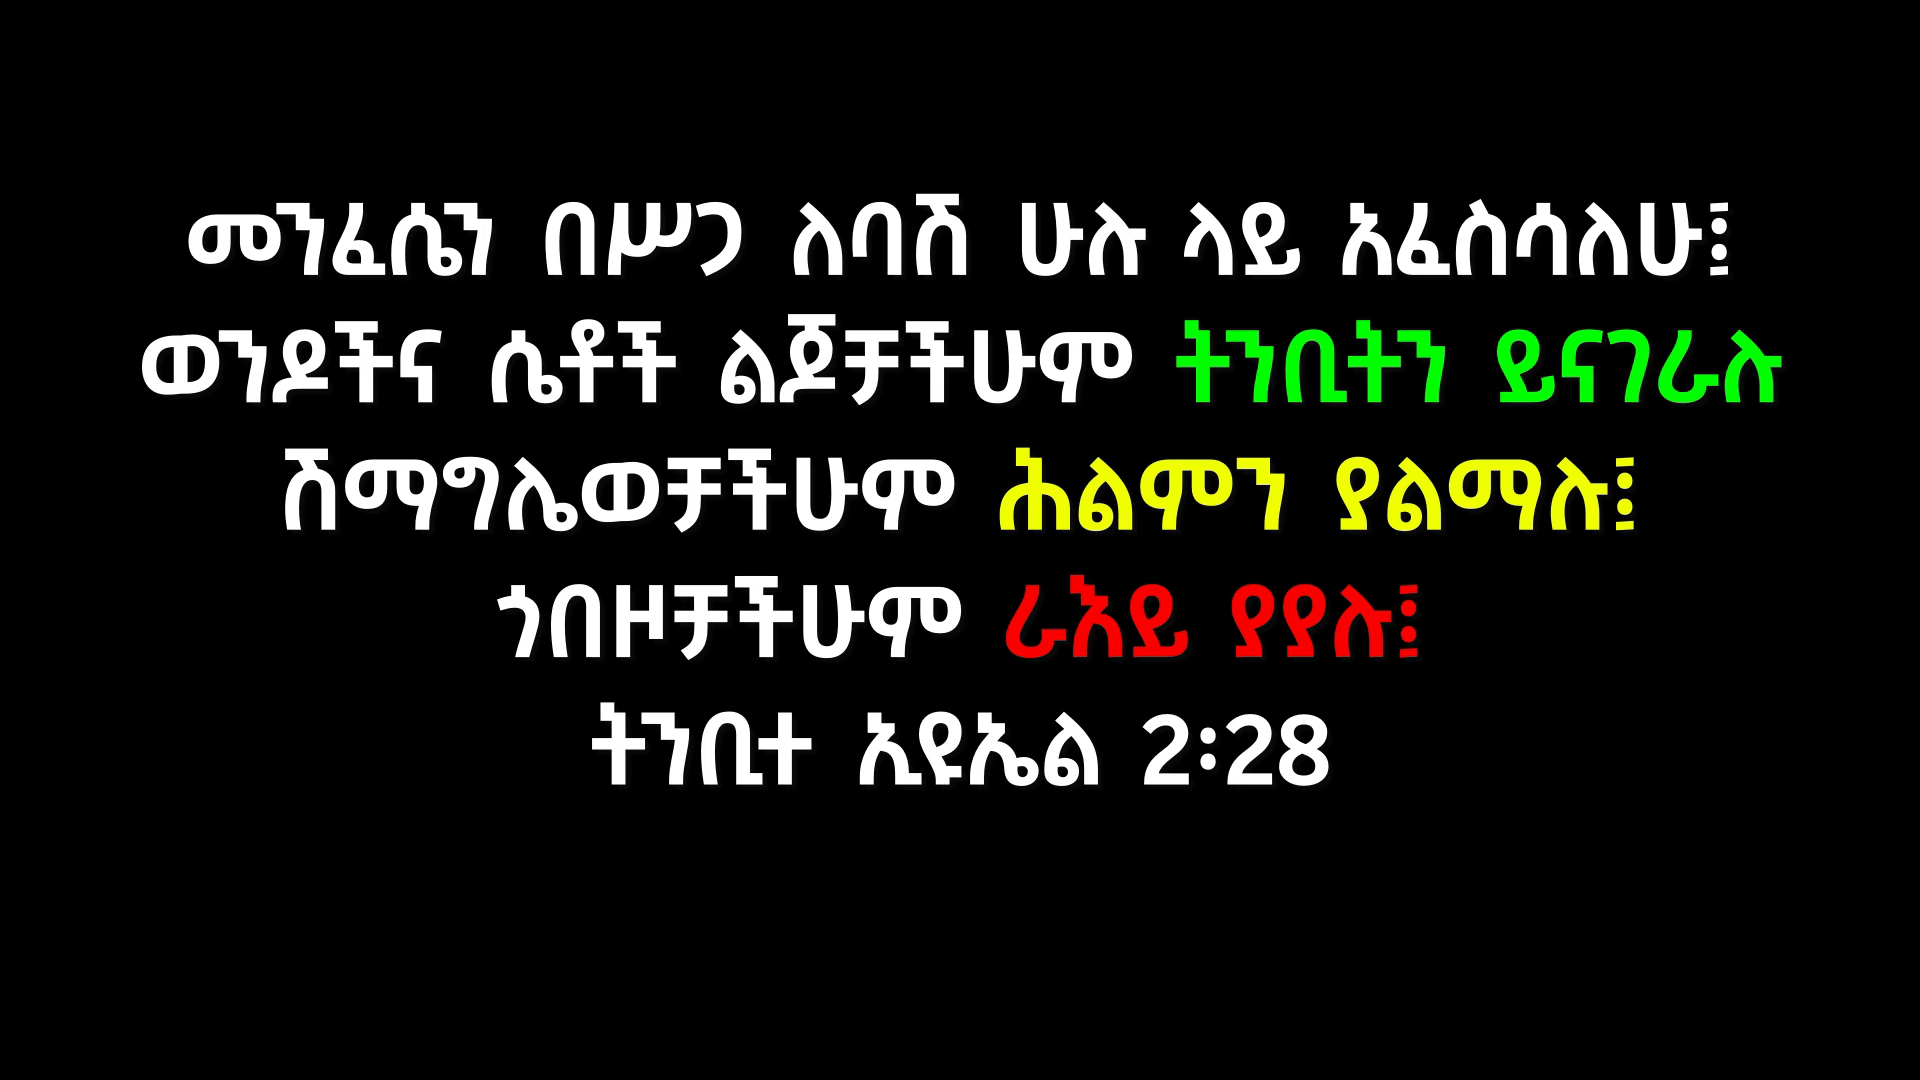 መንፈሴን በሥጋ ለባሽ ሁሉ ላይ አፈስሳለሁ፤
ወንዶችና ሴቶች ልጆቻችሁም ትንቢትን ይናገራሉ
ሽማግሌወቻችሁም ሕልምን ያልማሉ፤
ጎበዞቻችሁም ራእይ ያያሉ፤
ትንቢተ ኢዩኤል 2፡28